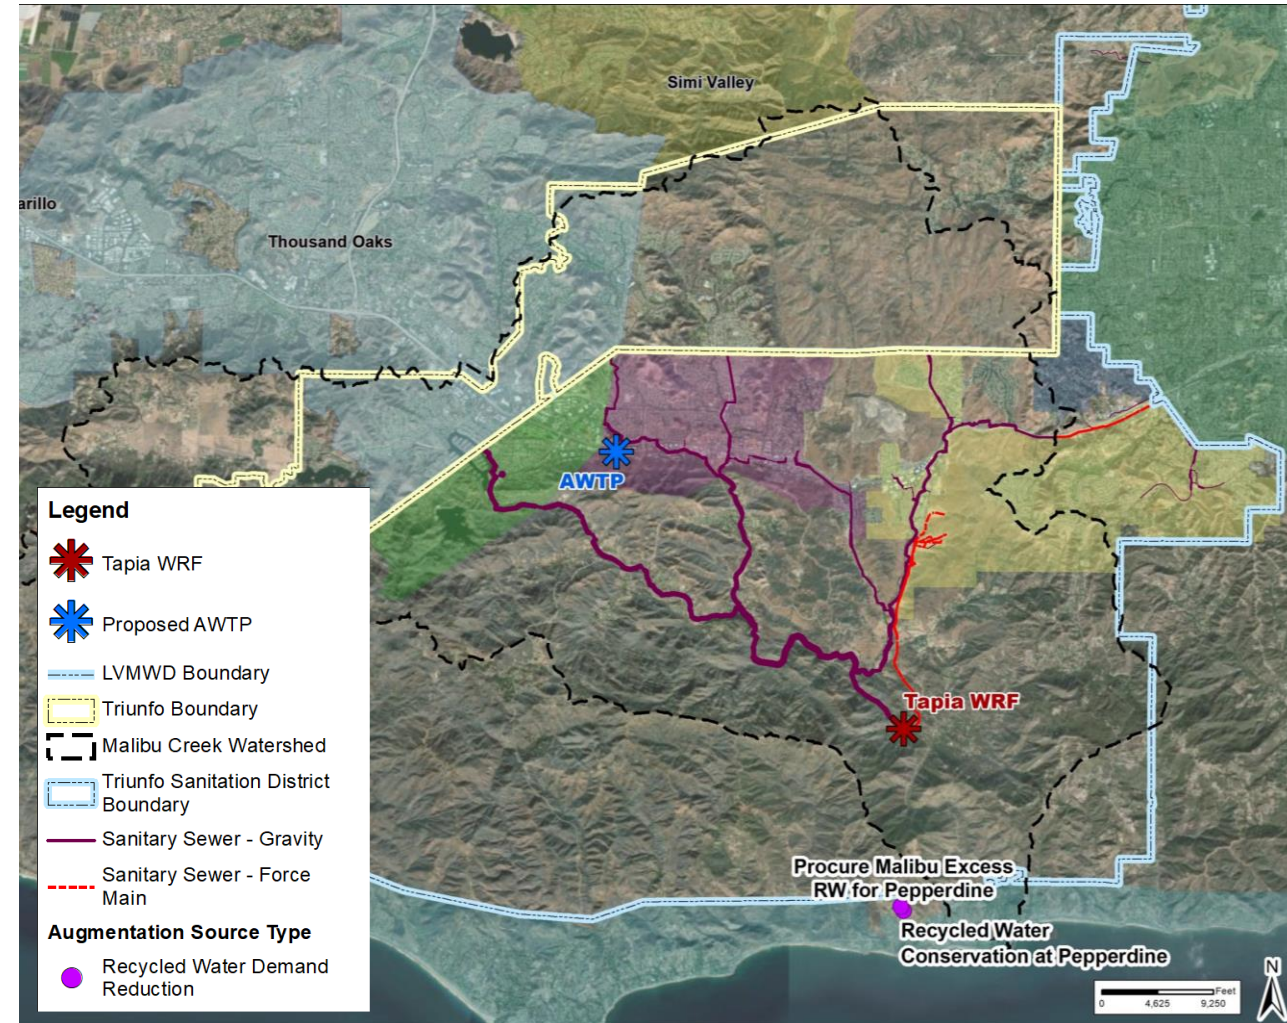 Simi Valley
arillo
Thousand Oaks
AWTP
Legend
Tapia WRF
Proposed AWTP
LVMWD Boundary
Triunfo Boundary
Malibu Creek Watershed
Triunfo Sanitation District
Boundary
Sanitary Sewer - Gravity
Sanitary Sewer - Force
Main
Augmentation Source Type
Recycled Water Demand
Reduction
Tapia WRF
Procure Malibu Excess
RW for Pepperdine
Recycled Water
Conservation at Pepperdine
N
Feet
0 4,625 9,250